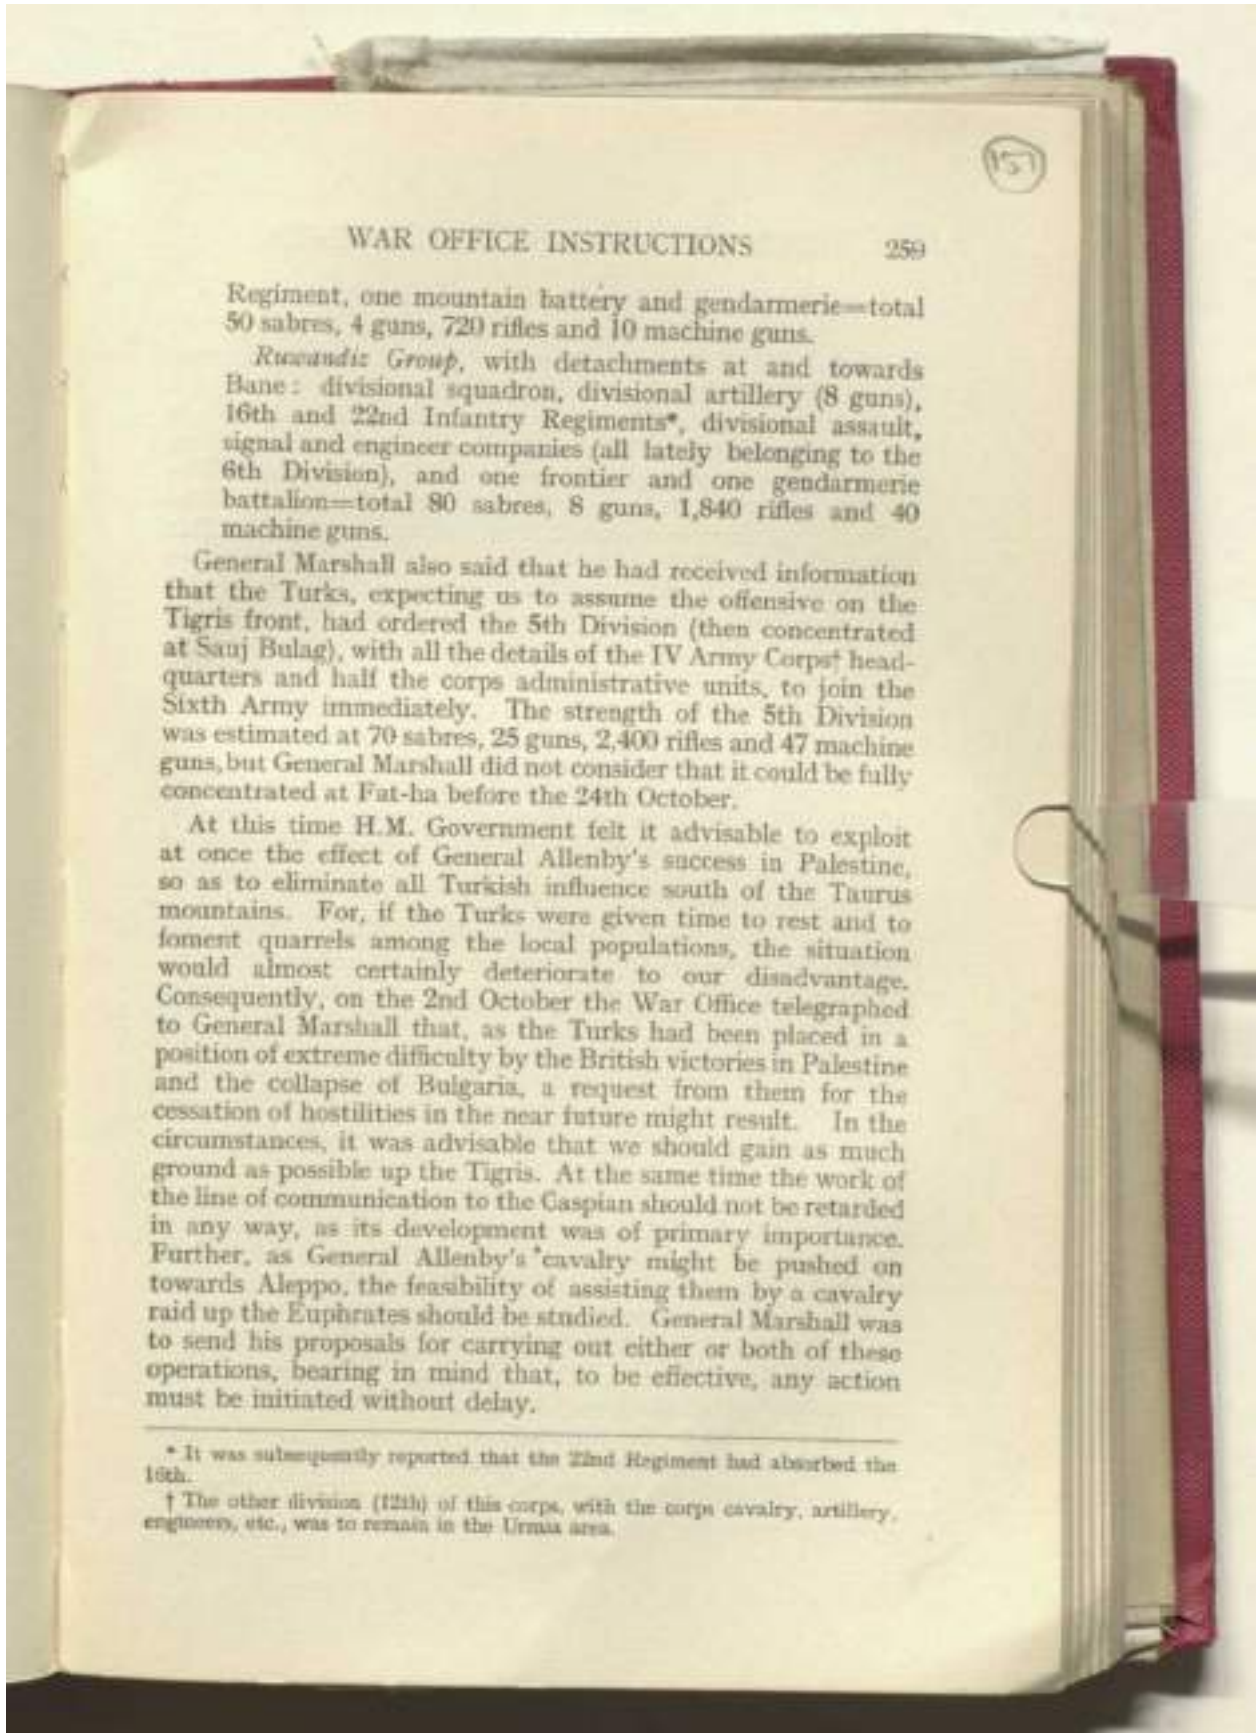 157
WAR OFFICE INSTRUCTIONS 259
Regiment, one mountain battery and gendarmerie=total
50 sabres, 4 guns, 720 rifles and 10 machine guns.
Ruwandiz Group, with detachments at and towards
Bane: divisional squadron, divisional artillery (8 guns),
16th and 22nd Infantry Regiments*, divisional assault,
signal and engineer companies (all lately belonging to the
6th Division), and one frontier and one gendarmerie
battalion=total 80 sabres, 8 guns, 1,840 rifles and 40
machine guns.
General Marshall also said that he had received information
that the Turks, expecting us to assume the offensive on the
Tigris front, had ordered the 5th Division (then concentrated
at Sauj Bulag), with all the details of the IV Army Corps† head-
quarters and half the corps administrative units, to join the
Sixth Army immediately. The strength of the 5th Division
was estimated at 70 sabres, 25 guns, 2,400 rifles and 47 machine
guns, but General Marshall did not consider that it could be fully
concentrated at Fat-ha before the 24th October.
At this time H.M. Government felt it advisable to exploit
at once the effect of General Allenby's success in Palestine,
so as to eliminate all Turkish influence south of the Taurus
mountains. For, if the Turks were given time to rest and to
foment quarrels among the local populations, the situation
would almost certainly deteriorate to our disadvantage.
Consequently, on the 2nd October the War Office telegraphed
to General Marshall that, as the Turks had been placed in a
position of extreme difficulty by the British victories in Palestine
and the collapse of Bulgaria, a request from them for the
cessation of hostilities in the near future might result. In the
circumstances, it was advisable that we should gain as much
ground as possible up the Tigris. At the same time the work of
the line of communication to the Caspian should not be retarded
in any way, as its development was of primary importance.
Further, as General Allenby's cavalry might be pushed on
towards Aleppo, the feasibility of assisting them by a cavalry
raid up the Euphrates should be studied. General Marshall was
to send his proposals for carrying out either or both of these
operations, bearing in mind that, to be effective, any action
must be initiated without delay.
* It was subsequently reported that the 22nd Regiment had absorbed the
16th.
† The other division (12th) of this corps, with the corps cavalry, artillery,
engineers, etc., was to remain in the Urmia area.